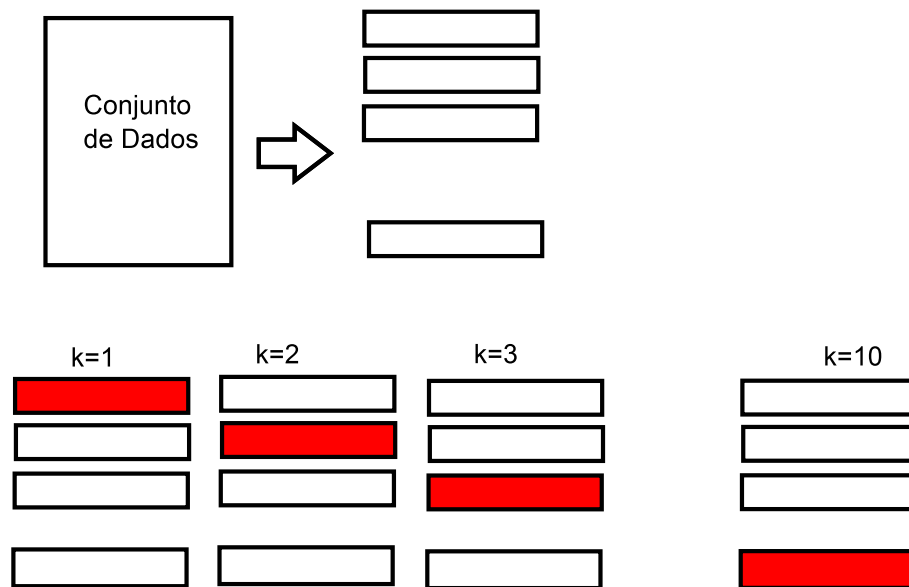 Conjunto
de Dados
k=1
k=2
k=3
k=10